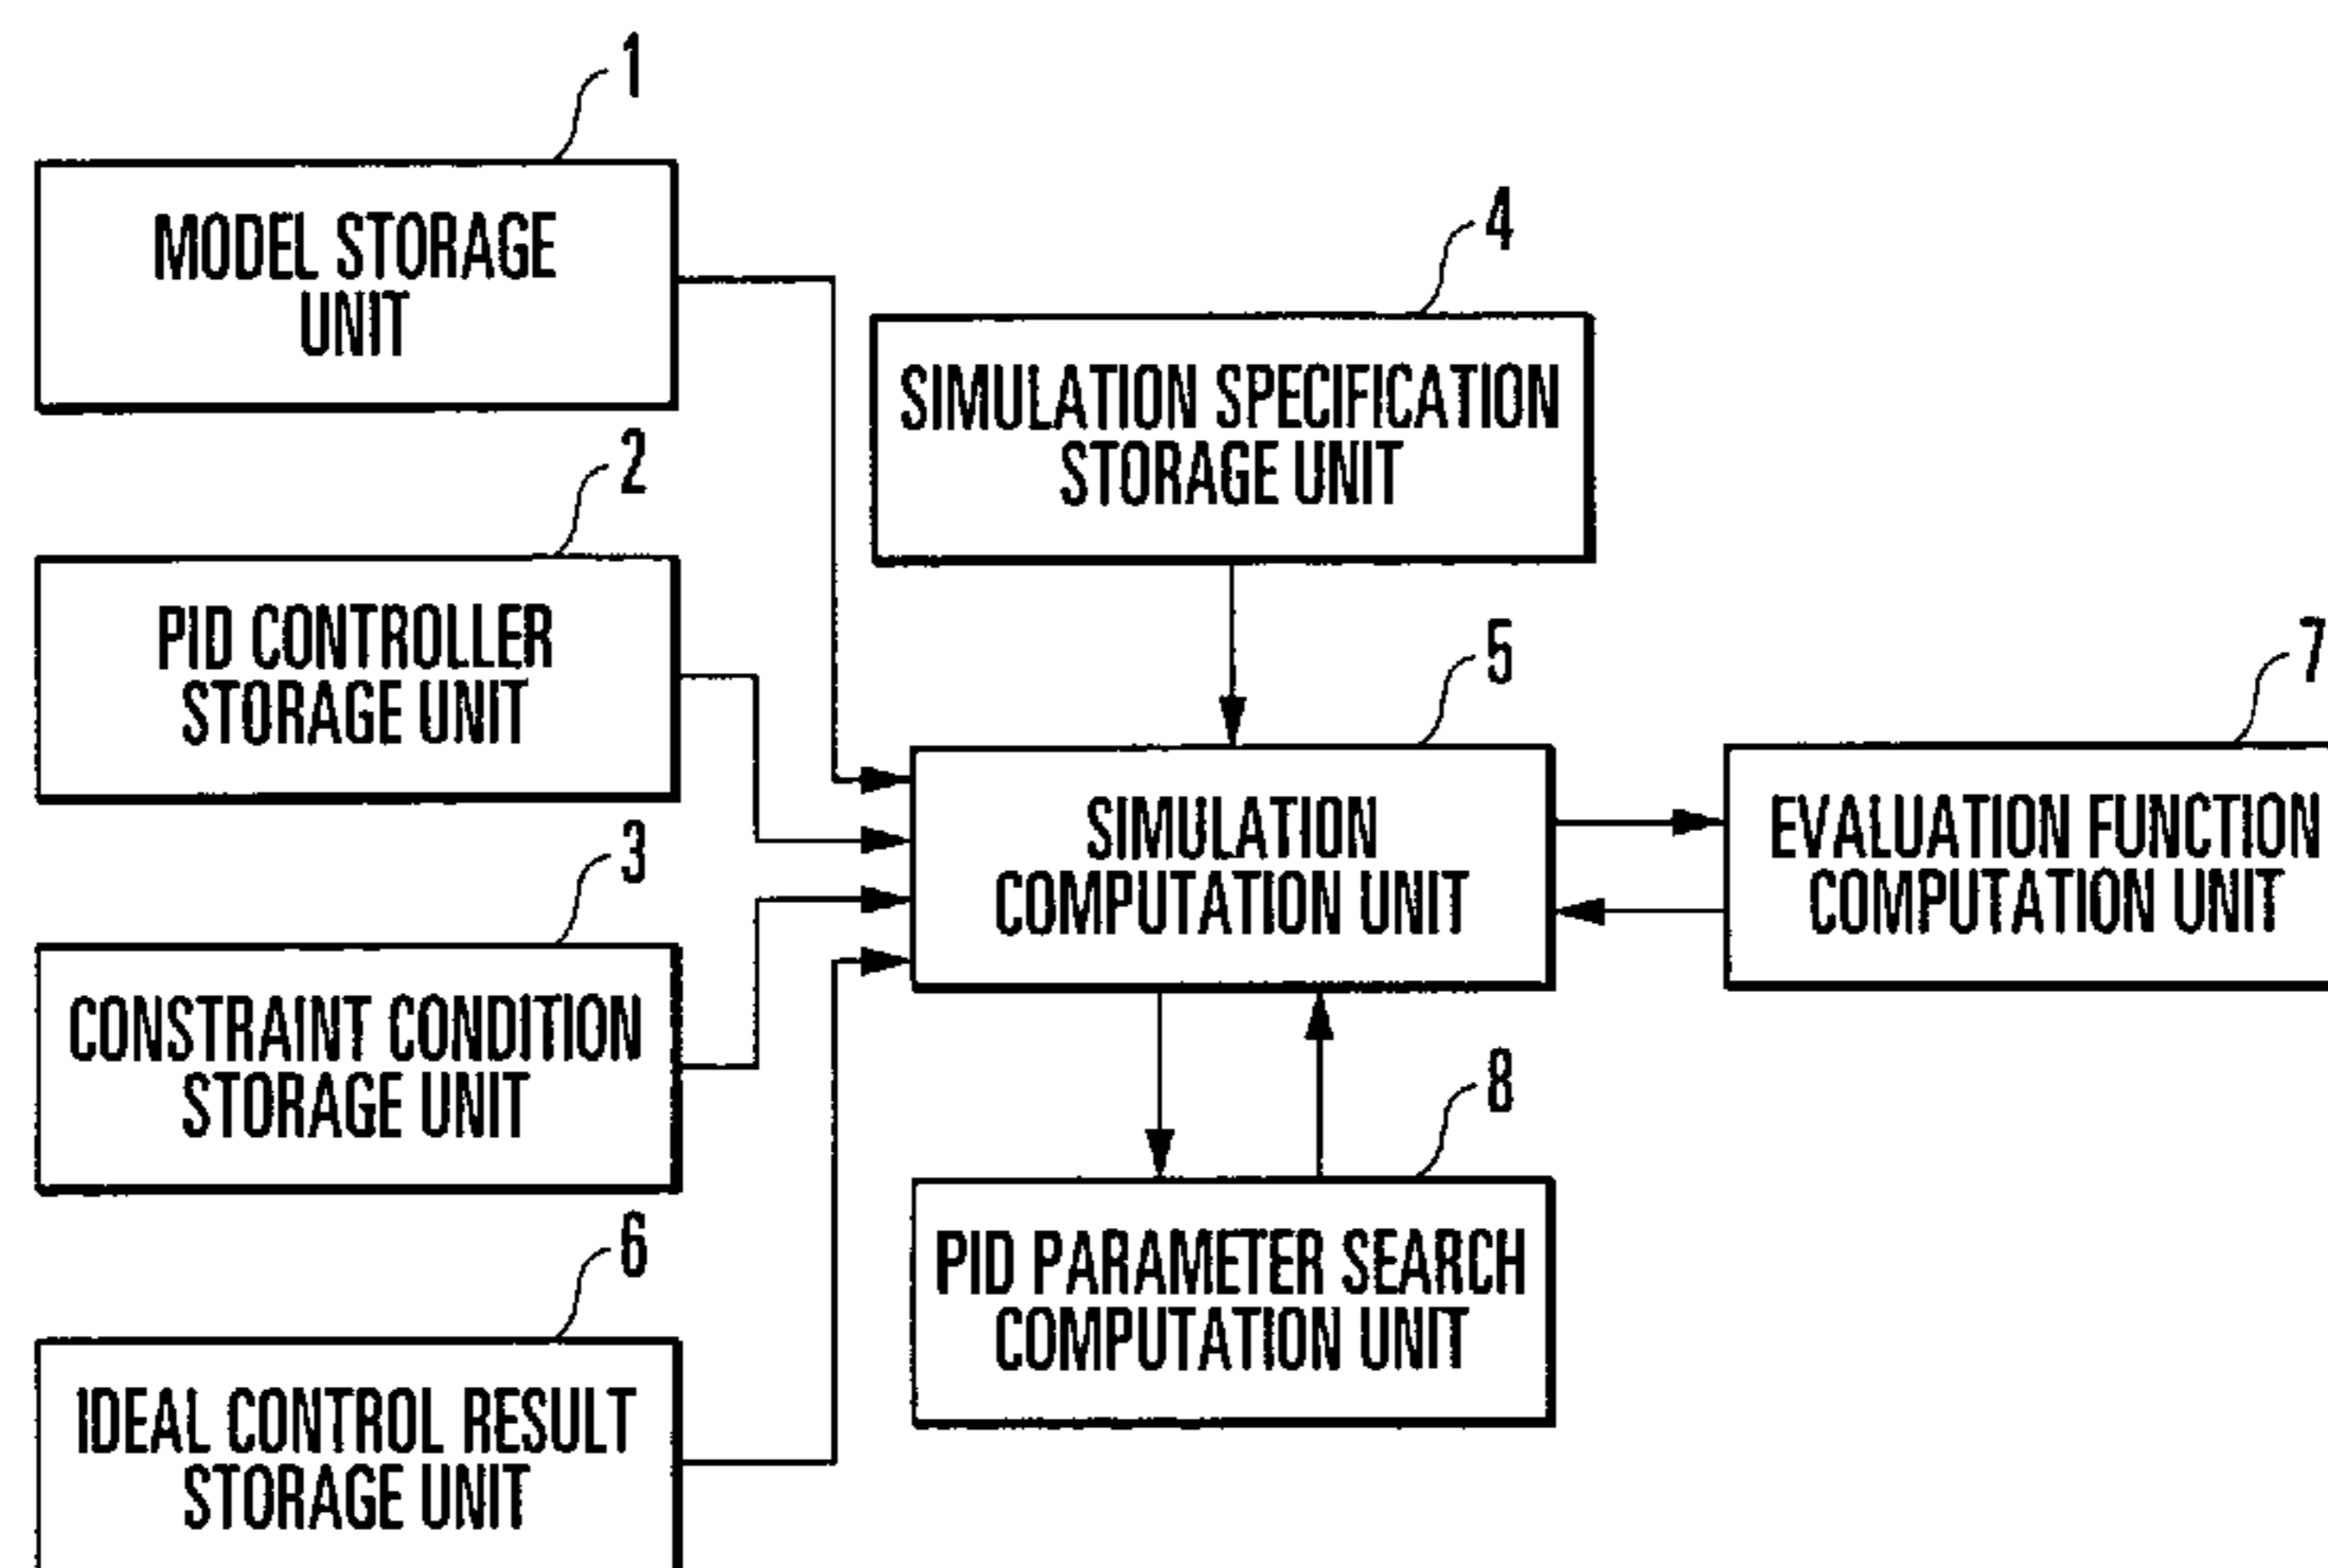 1
MODEL STORAGE
UNIT
4
SIMULATION SPECIFICATION
STORAGE UNIT
2
PID CONTROLLER
STORAGE UNIT
5
SIMULATION
COMPUTATION UNIT
7
EVALUATION FUNCTION
COMPUTATION UNIT
3
CONSTRAINT CONDITION
STORAGE UNIT
8
PID PARAMETER SEARCH
COMPUTATION UNIT
6
IDEAL CONTROL RESULT
STORAGE UNIT